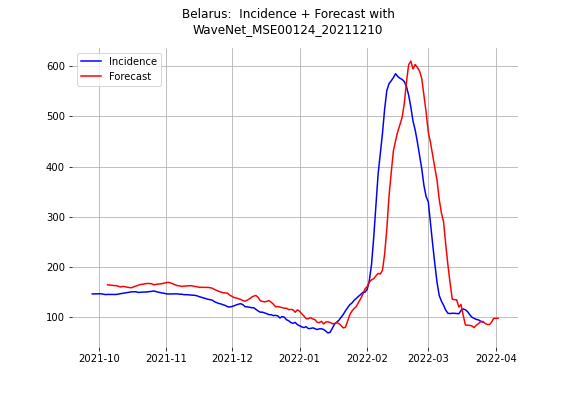 Belarus:  Incidence + Forecast with
WaveNet_MSE00124_20211210
Incidence
Forecast
600
500
400
300
200
100
2021-10 2021-11 2021-12 2022-01 2022-02 2022-03 2022-04